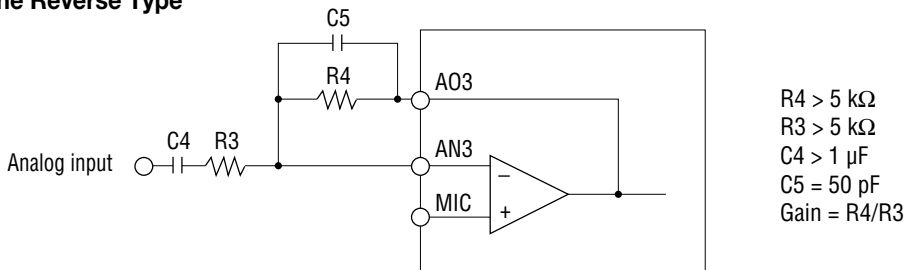 ne Reverse Type
C5
R4
AO3
C4 R3
Analog input
AN3
−
MIC
+
R4 > 5 kΩ
R3 > 5 kΩ
C4 > 1 µF
C5 = 50 pF
Gain = R4/R3